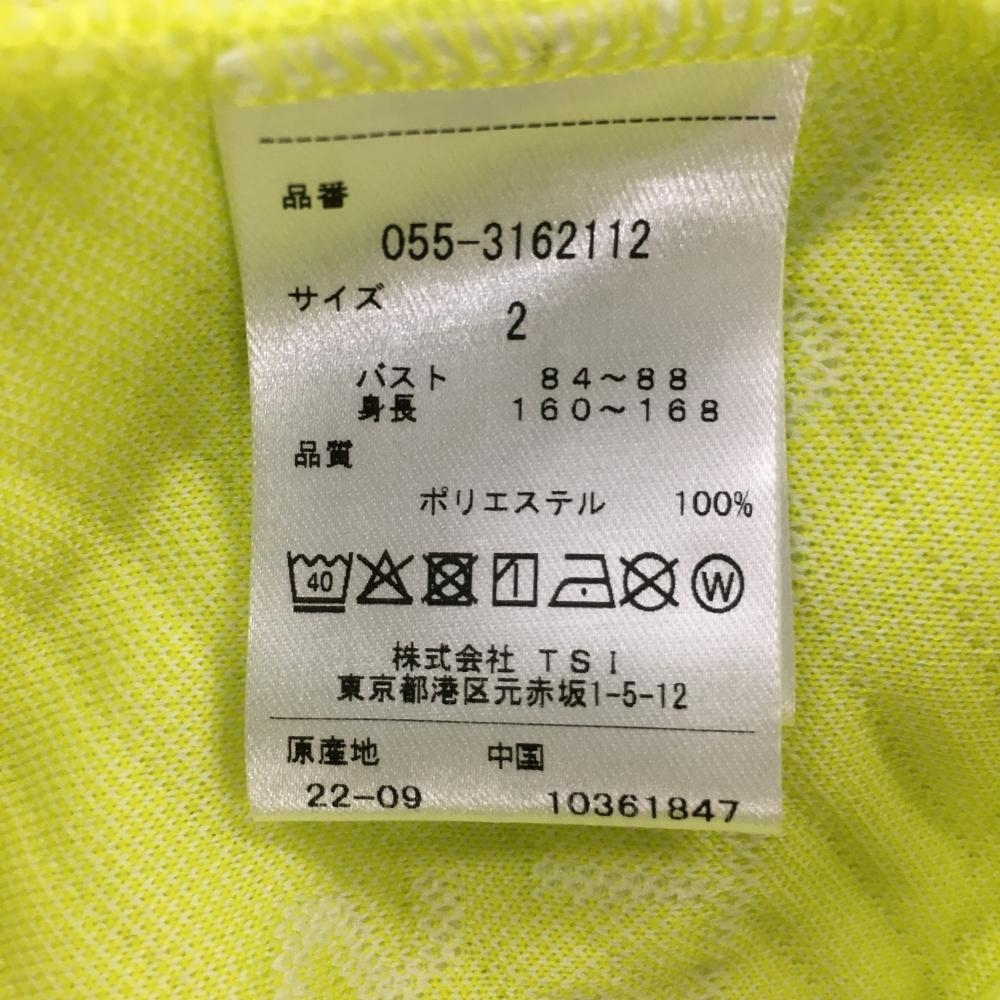 品番
055-3162112
サイズ
2
バスト 84～88
身長 160～168
品質
ポリエステル 100%
40 W
株式会社 TSI
東京都港区元赤坂1-5-12
原産地 中国
22-09 10361847